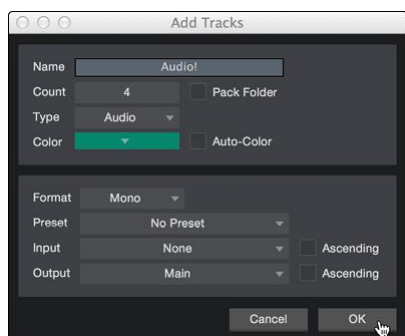 Add Tracks
Name Audio!
Count 4 Pack Folder
Type Audio
Color Auto-Color
Format Mono
Preset No Preset
Input None Ascending
Output Main Ascending
Cancel OK